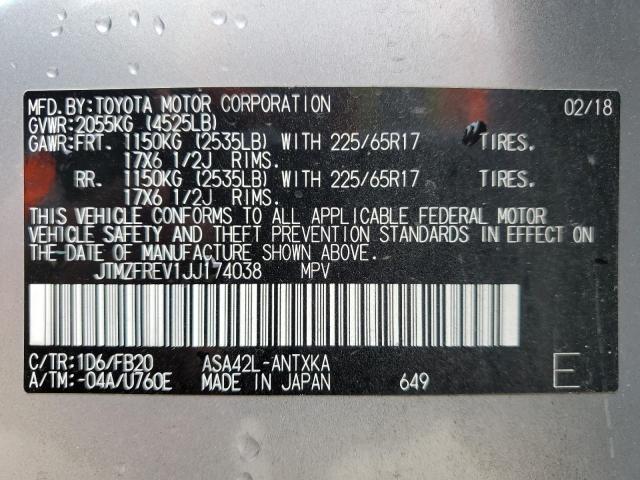 MFD. BY: TOYOTA MOTOR CORPORATION 02/18
GVWR: 2055KG (4525LB)
GAWR: FRT. 1150KG (2535LB) WITH 225/65R17 TIRES.
17X6 1/2J RIMS.
RR. 1150KG (2535LB) WITH 225/65R17 TIRES.
17X6 1/2J RIMS.
THIS VEHICLE CONFORMS TO ALL APPLICABLE FEDERAL MOTOR
VEHICLE SAFETY AND THEFT PREVENTION STANDARDS IN EFFECT ON
THE DATE OF MANUFACTURE SHOWN ABOVE.
JTMZFREV1JJ174038 MPV
C/TR: 1D6/FB20 ASA42L-ANTXKA
A/TM: -04A/U760E MADE IN JAPAN 649 E